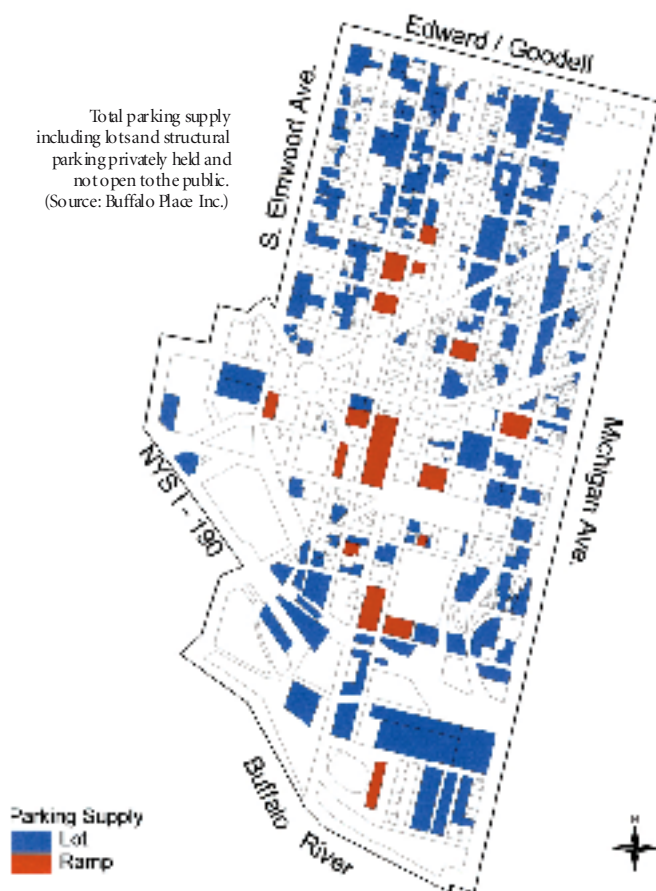 Edward / Goodell
S. Elmwood Ave.
Total parking supply
including lots and structural
parking privately held and
not open to the public.
(Source: Buffalo Place Inc.)
Michigan Ave.
NYS I - 190
Buffalo River
Parking Supply
Lot
Ramp
N